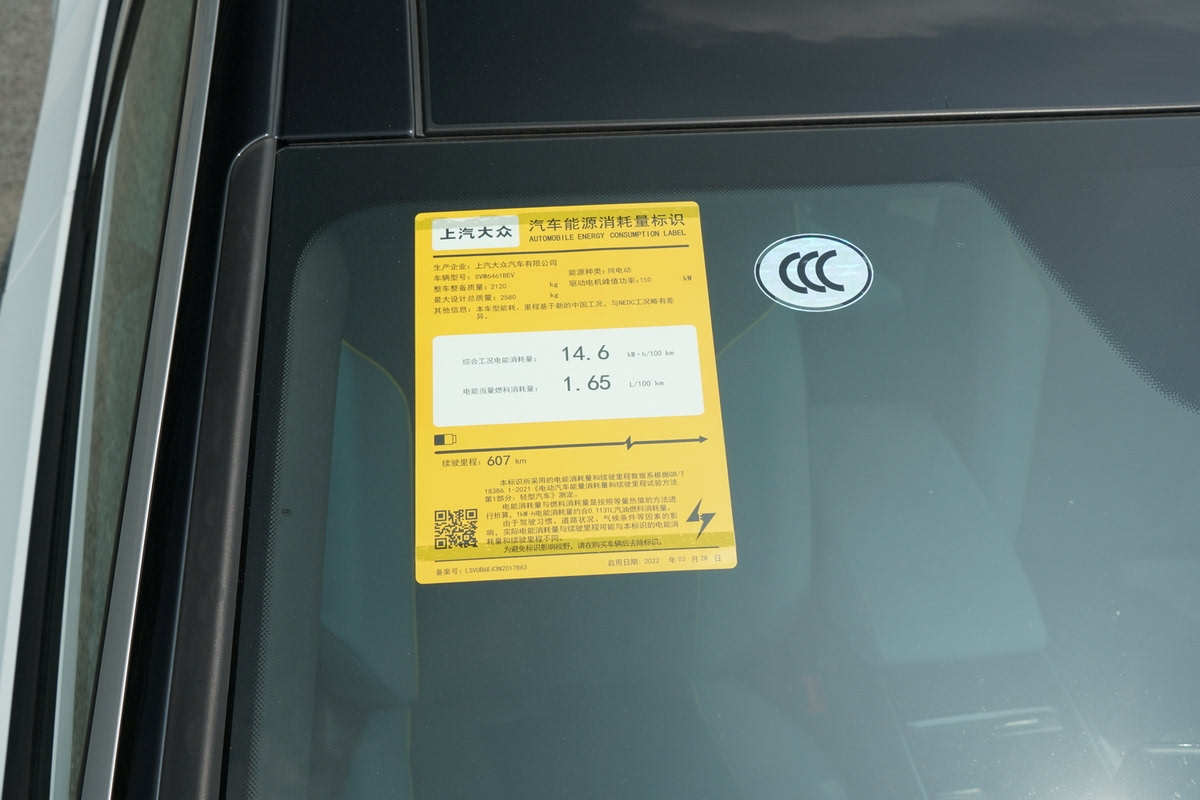 上汽大众
汽车能源消耗量标识
AUTOMOBILE ENERGY CONSUMPTION LABEL
生产企业：上汽大众汽车有限公司
车辆型号：SVW6461BEV 能源种类：纯电动
整车整备质量：2120 kg 驱动电机峰值功率：150 kW
最大设计总质量：2580 kg
其他信息：本车型能耗、里程基于新的中国工况，与NEDC工况略有差
异。
综合工况电能消耗量： 14.6 kW·h/100 km
电能当量燃料消耗量： 1.65 L/100 km
续驶里程：607 km
本标识所采用的电能消耗量和续驶里程数据系根据GB/T
18386.1-2021《电动汽车能量消耗量和续驶里程试验方法
第1部分：轻型汽车》测定。
电能消耗量与燃料消耗量是按照等量热值的方法进
行折算，1kW·h电能消耗量约合0.1131L汽油燃料消耗量。
由于驾驶习惯、道路状况、气候条件等因素的影
响，实际电能消耗量与续驶里程可能与本标识的电能消
耗量和续驶里程不同。
为避免标识影响视野，请在购买车辆后去除标识。
备案号：LSVUB6E43N2017863 启用日期：2022 年 03 月 28 日
CCC